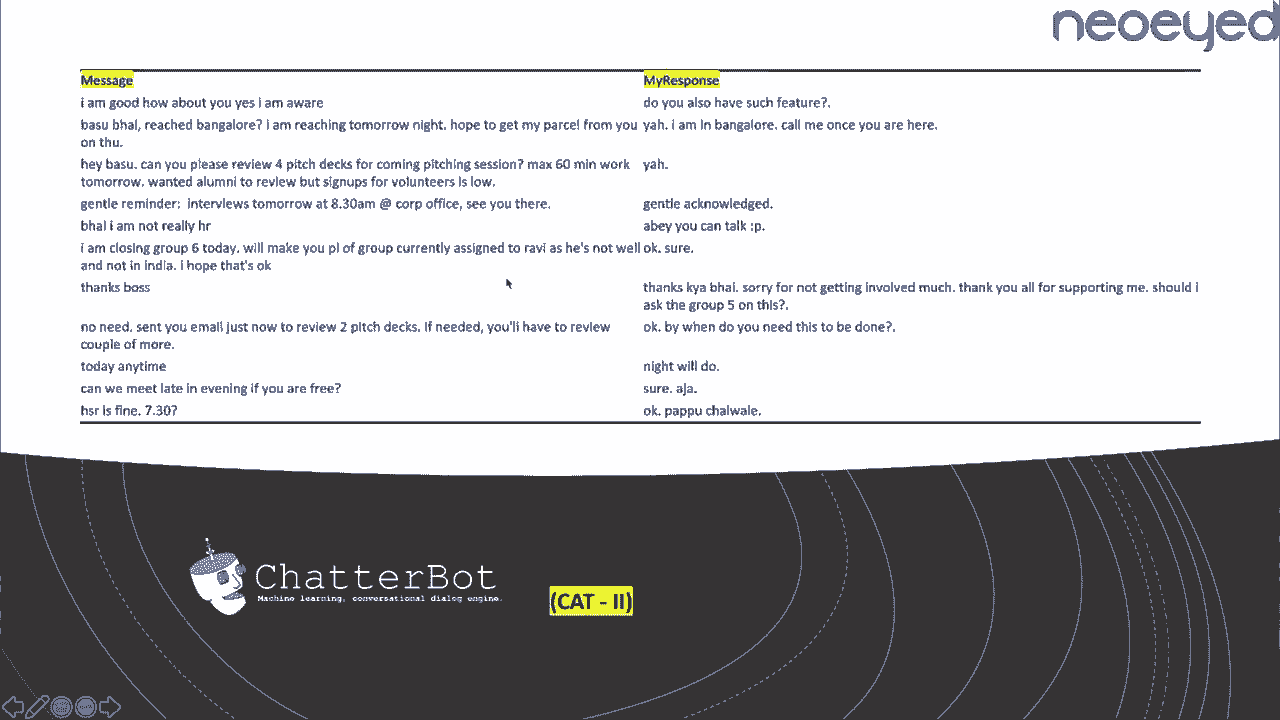 neoeyed
Message MyResponse
i am good how about you yes i am aware do you also have such feature?.
basu bhai, reached bangalore? i am reaching tomorrow night. hope to get my parcel from you yah. i am in bangalore. call me once you are here.
on thu.
hey basu. can you please review 4 pitch decks for coming pitching session? max 60 min work yah.
tomorrow. wanted alumni to review but signups for volunteers is low.
gentle reminder: interviews tomorrow at 8.30am @ corp office, see you there. gentle acknowledged.
bhai i am not really hr abey you can talk :p.
i am closing group 6 today. will make you pl of group currently assigned to ravi as he's not well ok. sure.
and not in india. i hope that's ok
thanks boss thanks kya bhai. sorry for not getting involved much. thank you all for supporting me. should i
ask the group 5 on this?.
no need. sent you email just now to review 2 pitch decks. if needed, you'll have to review ok. by when do you need this to be done?.
couple of more.
today anytime night will do.
can we meet late in evening if you are free? sure. aja.
hsr is fine. 7.30? ok. pappu chaiwale.
ChatterBot
Machine learning, conversational dialog engine.
(CAT - II)